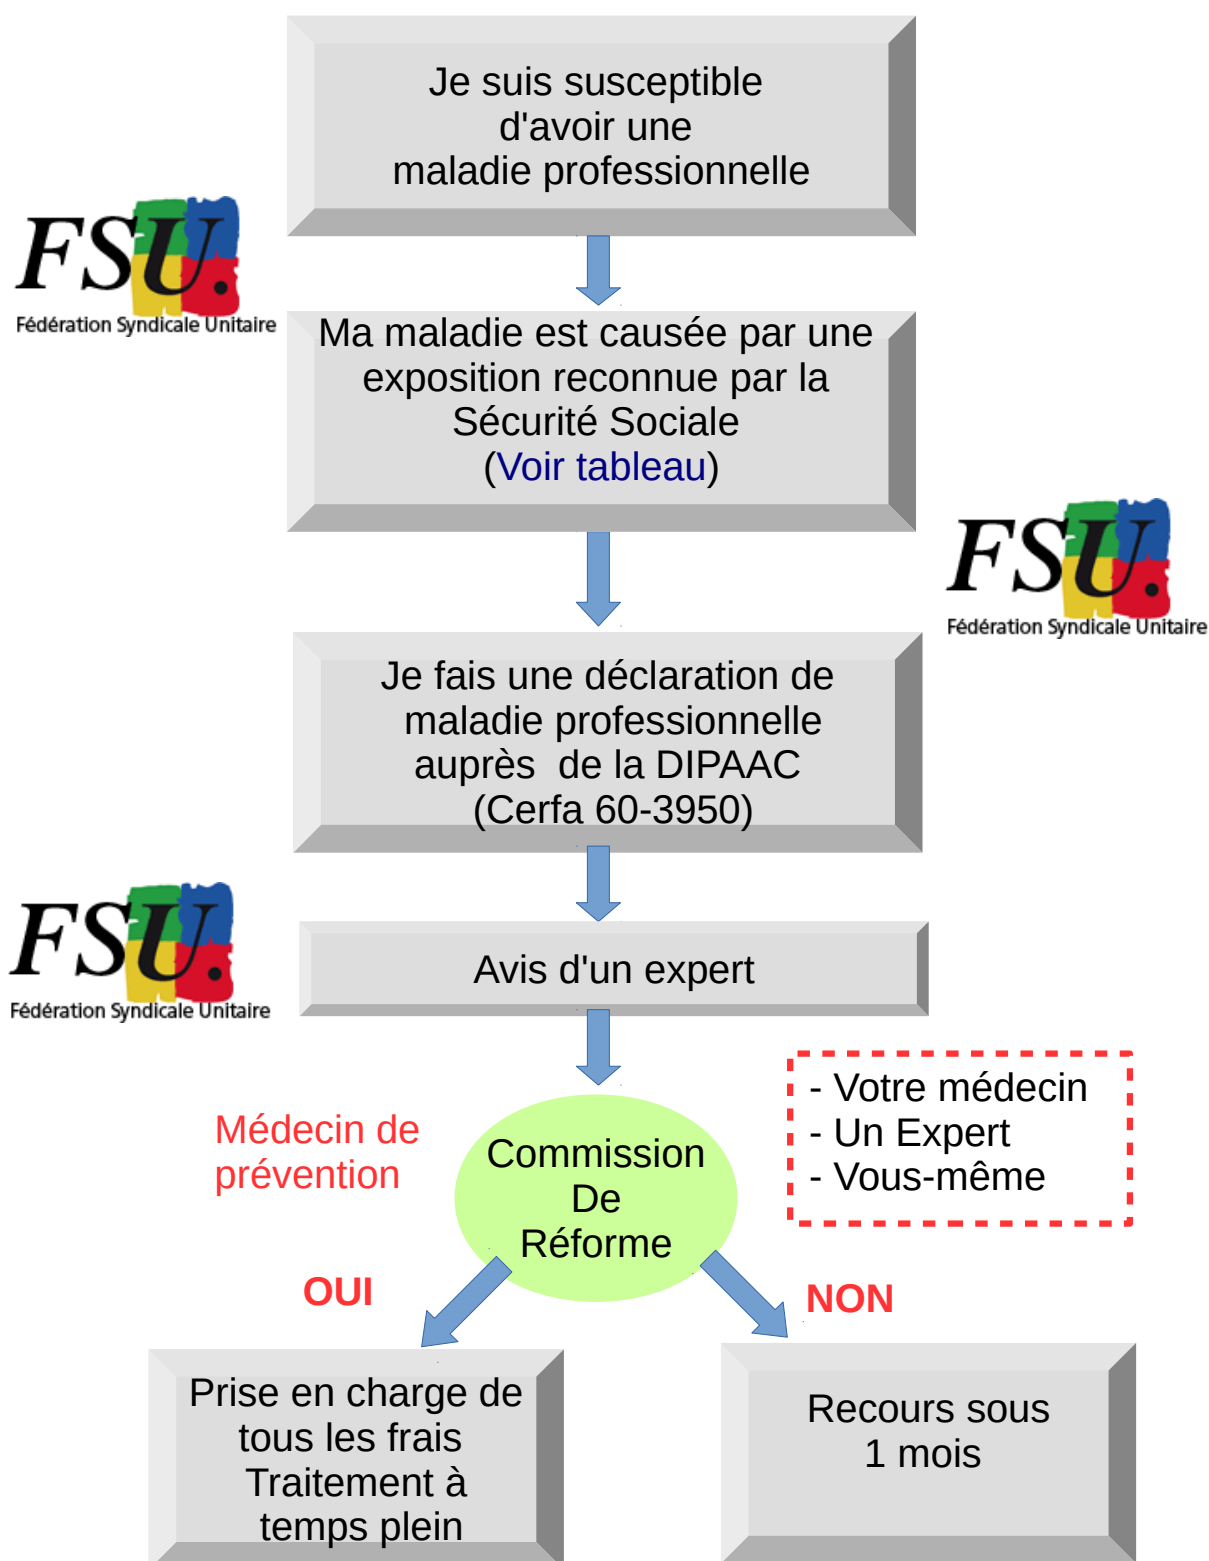 Je suis susceptible
d'avoir une
maladie professionnelle
FSU.
Fédération Syndicale Unitaire
Ma maladie est causée par une
exposition reconnue par la
Sécurité Sociale
(Voir tableau)
FSU.
Fédération Syndicale Unitaire
Je fais une déclaration de
maladie professionnelle
auprès  de la DIPAAC
(Cerfa 60-3950)
FSU.
Fédération Syndicale Unitaire
Avis d'un expert
Médecin de
prévention
Commission
De
Réforme
- Votre médecin
- Un Expert
- Vous-même
OUI
NON
Prise en charge de
tous les frais
Traitement à
temps plein
Recours sous
1 mois